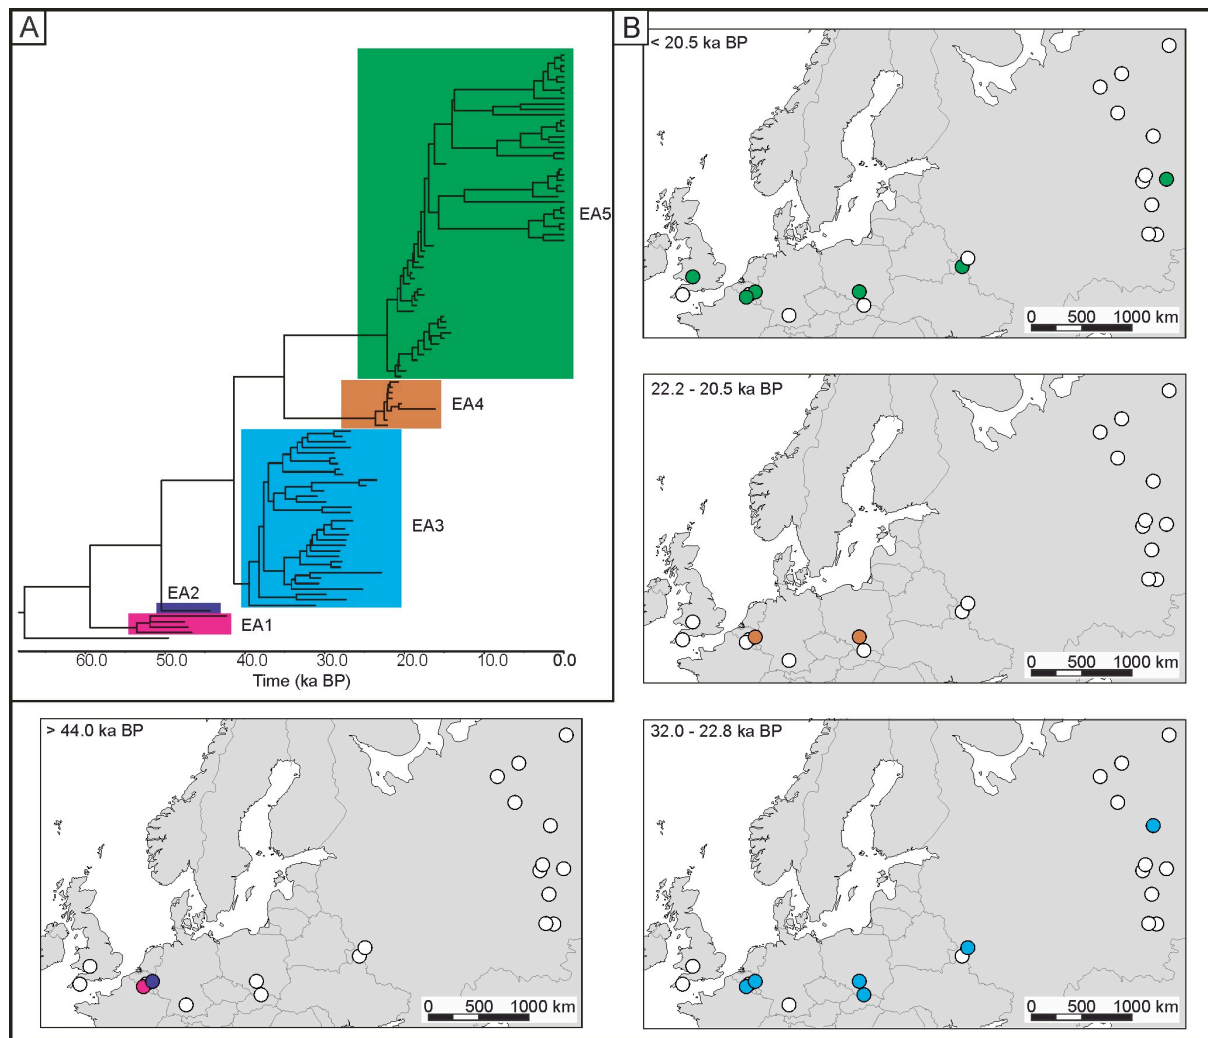 A
EA5
EA4
EA3
EA2
EA1
60.0 50.0 40.0 30.0 20.0 10.0 0.0
Time (ka BP)
B
< 20.5 ka BP
0 500 1000 km
22.2 - 20.5 ka BP
0 500 1000 km
> 44.0 ka BP
0 500 1000 km
32.0 - 22.8 ka BP
0 500 1000 km